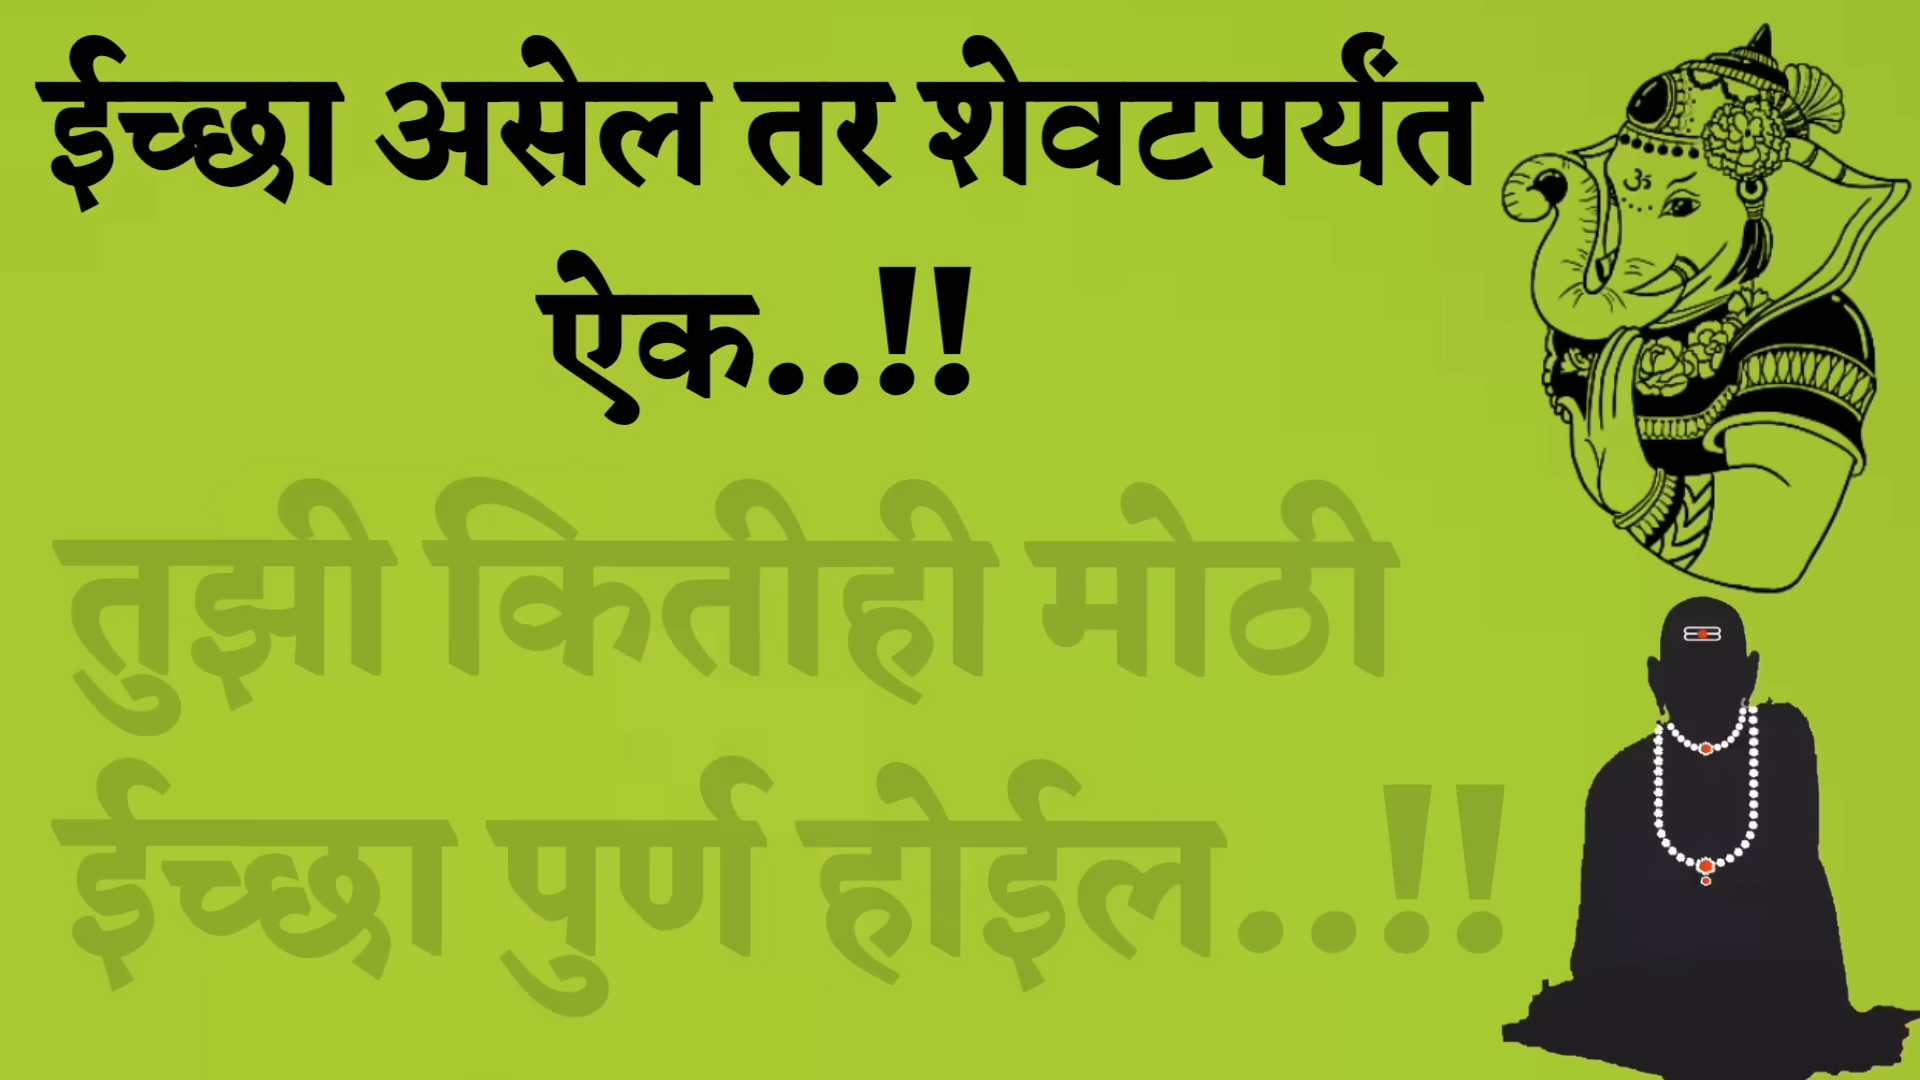 ईच्छा असेल तर शेवटपर्यंत
ऐक..!!
ॐ
तुझी कितीही मोठी
ईच्छा पुर्ण होईल..!!